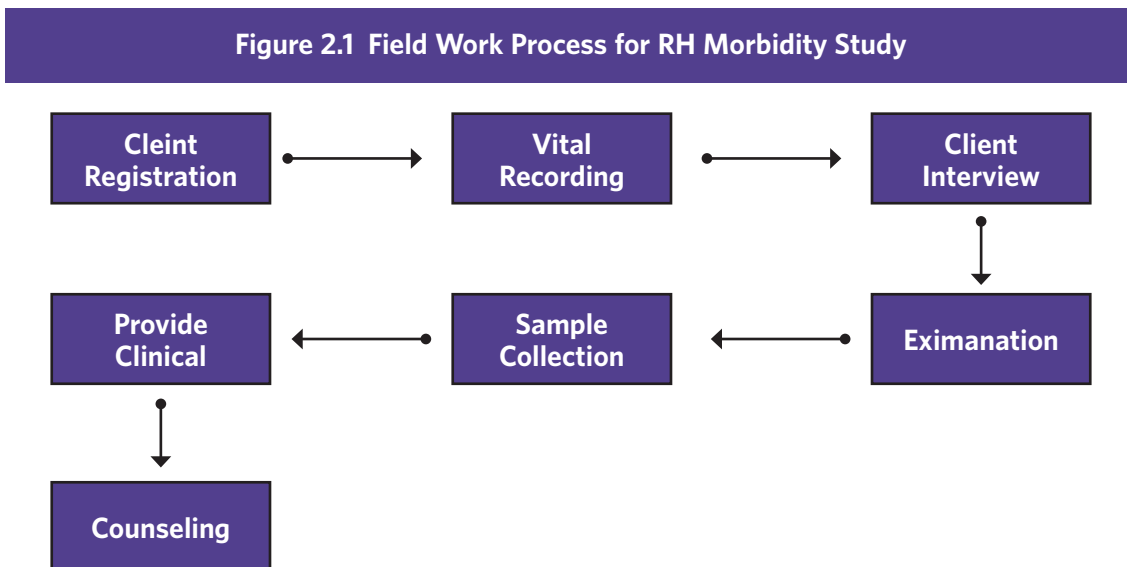 Figure 2.1 Field Work Process for RH Morbidity Study
Cleint
Registration
Vital
Recording
Client
Interview
Eximanation
Sample
Collection
Provide
Clinical
Counseling